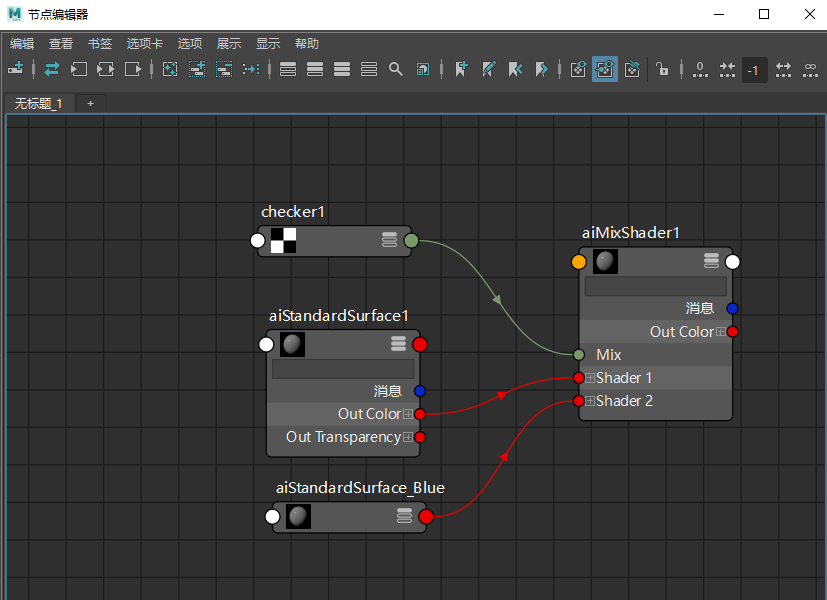 M 节点编辑器
编辑 查看 书签 选项卡 选项 展示 显示 帮助
0 -1 ∞
无标题_1 +
checker1
aiMixShader1
消息
Out Color
Mix
Shader 1
Shader 2
aiStandardSurface1
消息
Out Color
Out Transparency
aiStandardSurface_Blue